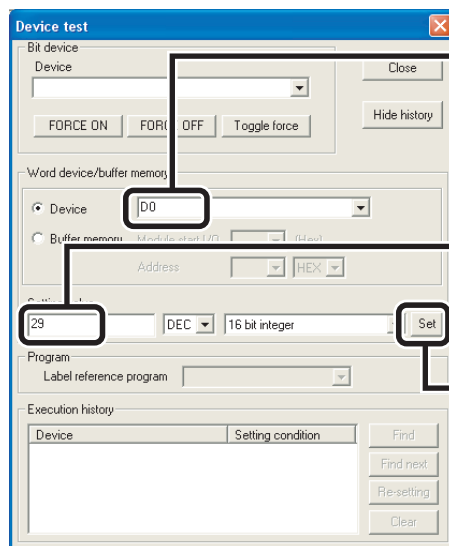 Device test
Bit device
Device
Close
FORCE ON FORCE OFF Toggle force
Hide history
Word device/buffer memory
Device D0
Buffer memory Module start I/O (Hex)
Address HEX
Setting value
29 DEC 16 bit integer Set
Program
Label reference program
Execution history
Device Setting condition
Find
Find next
Re-setting
Clear